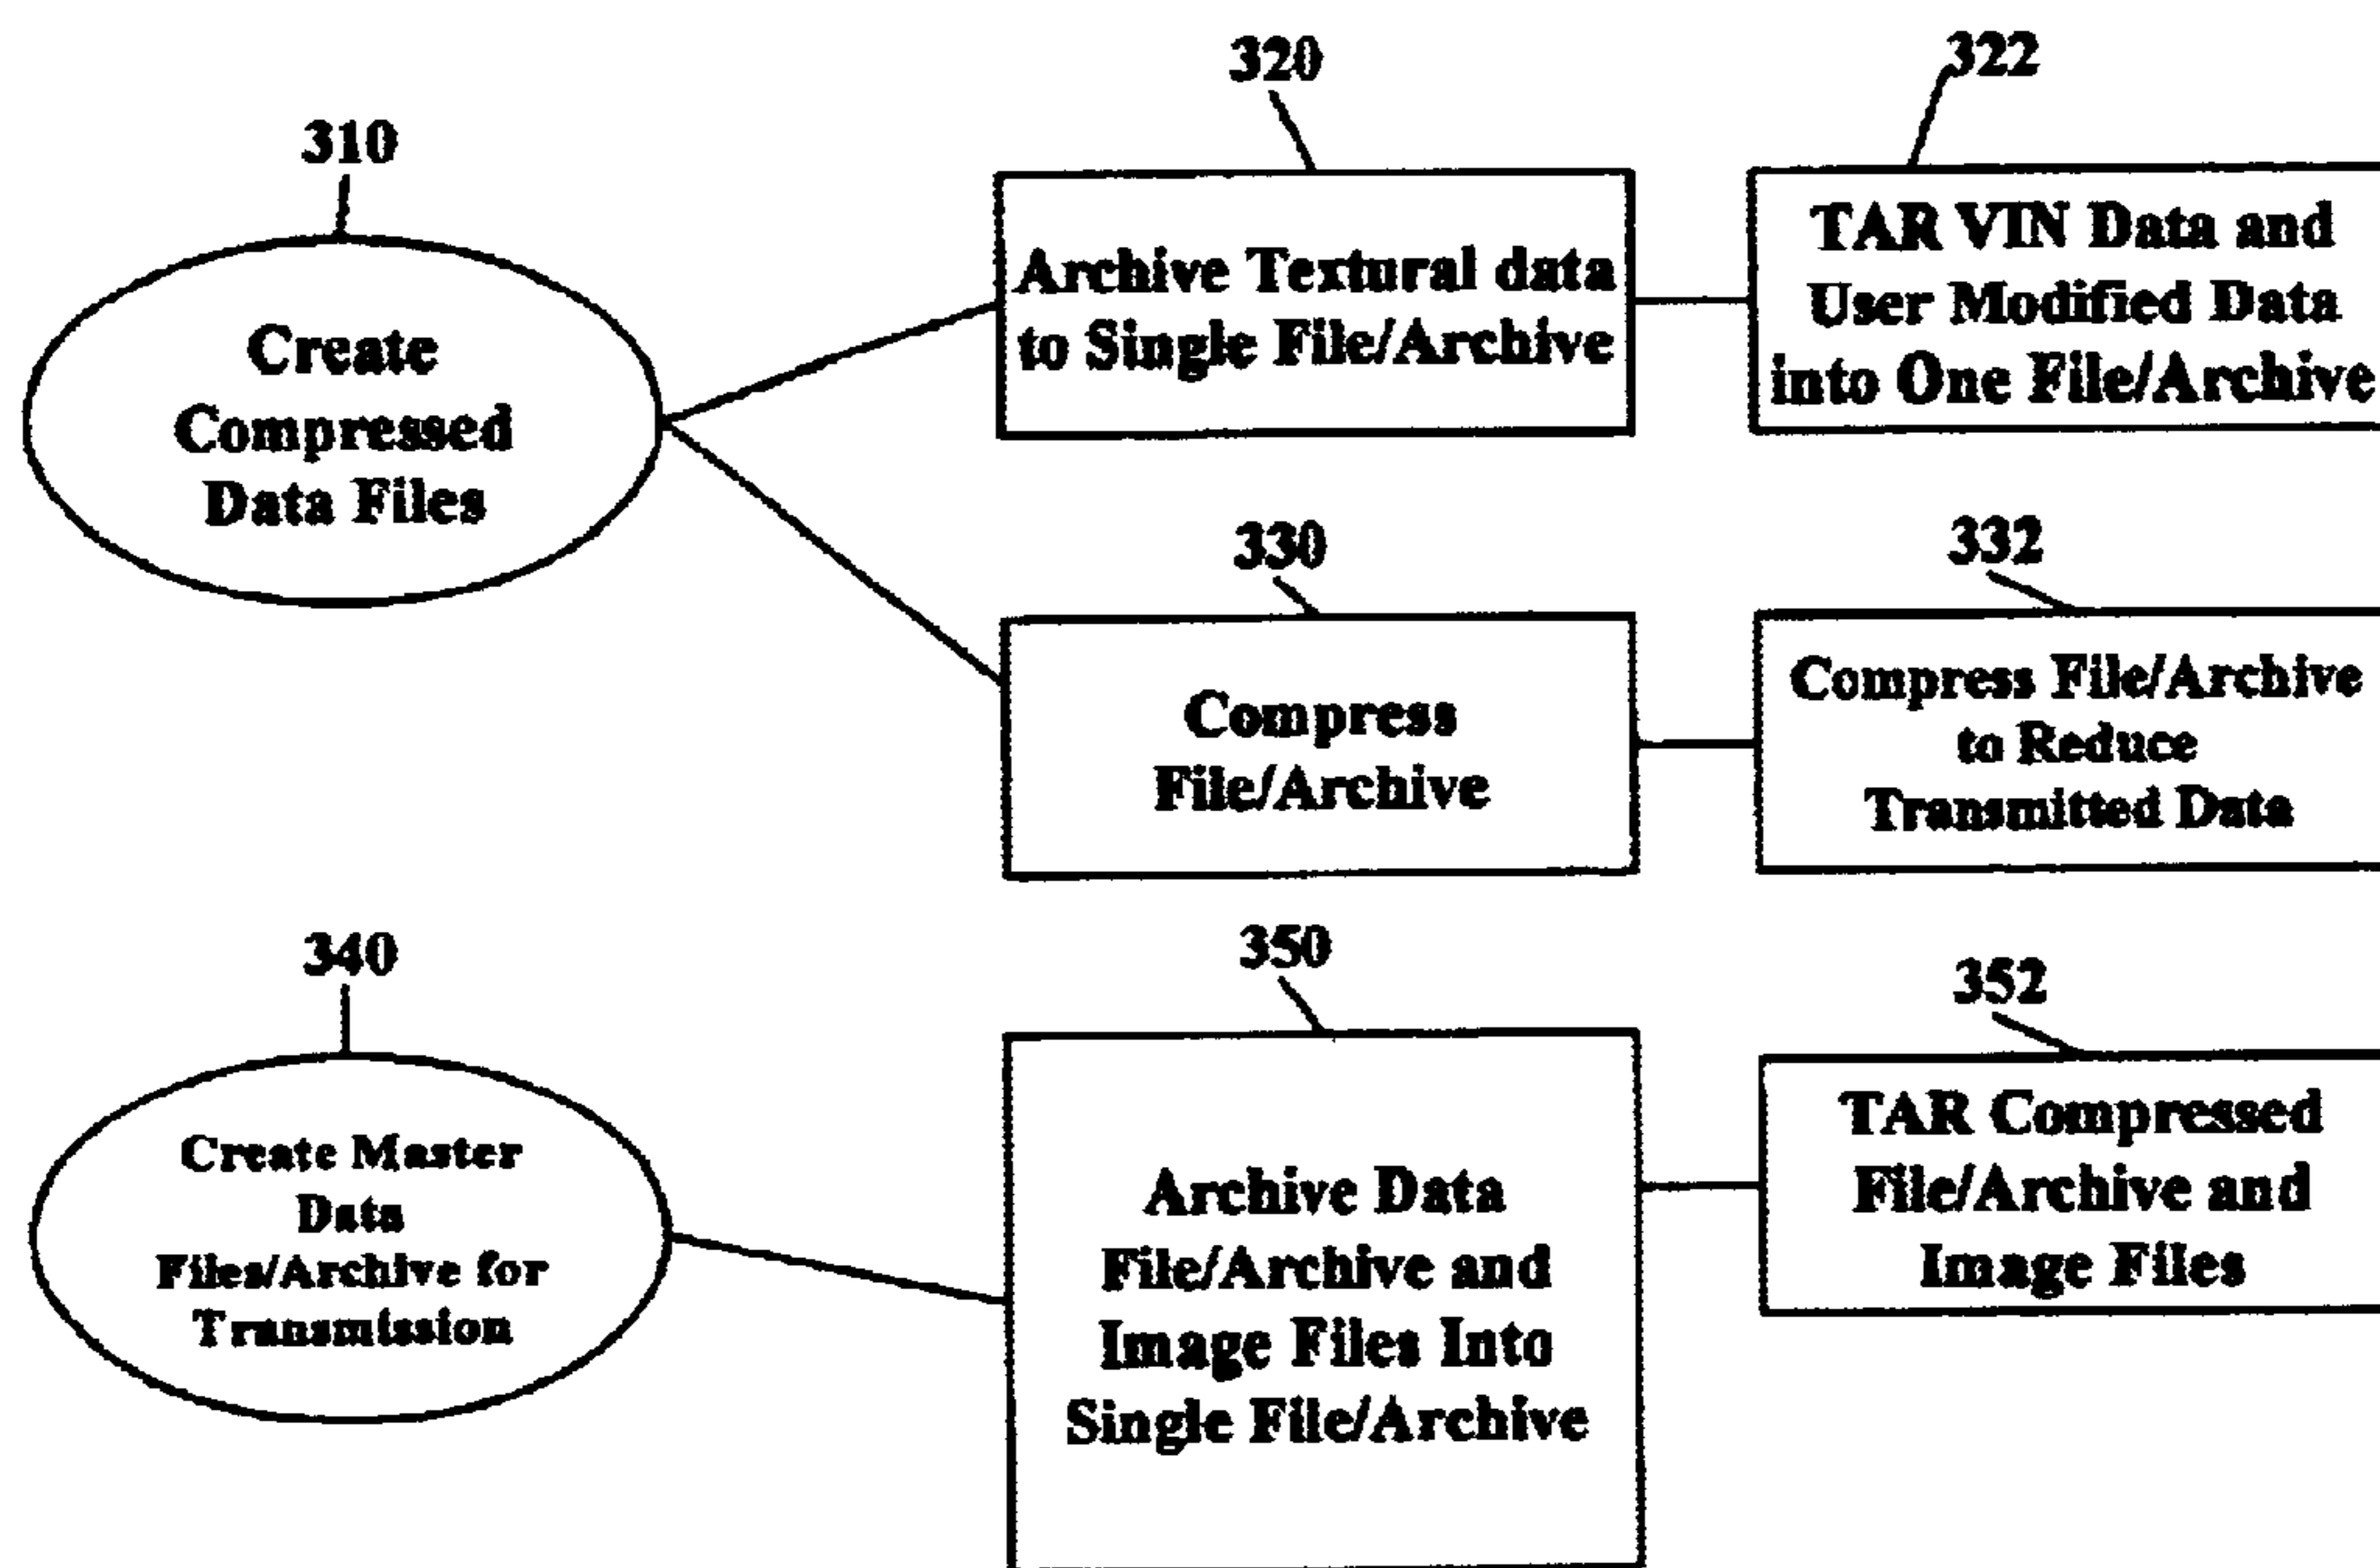 310
Create
Compressed
Data Files
320
Archive Textural data
to Single File/Archive
322
TAR VIN Data and
User Modified Data
into One File/Archive
330
Compress
File/Archive
332
Compress File/Archive
to Reduce
Transmitted Data
340
Create Master
Data
Files/Archive for
Transmission
350
Archive Data
File/Archive and
Image Files Into
Single File/Archive
352
TAR Compressed
File/Archive and
Image Files